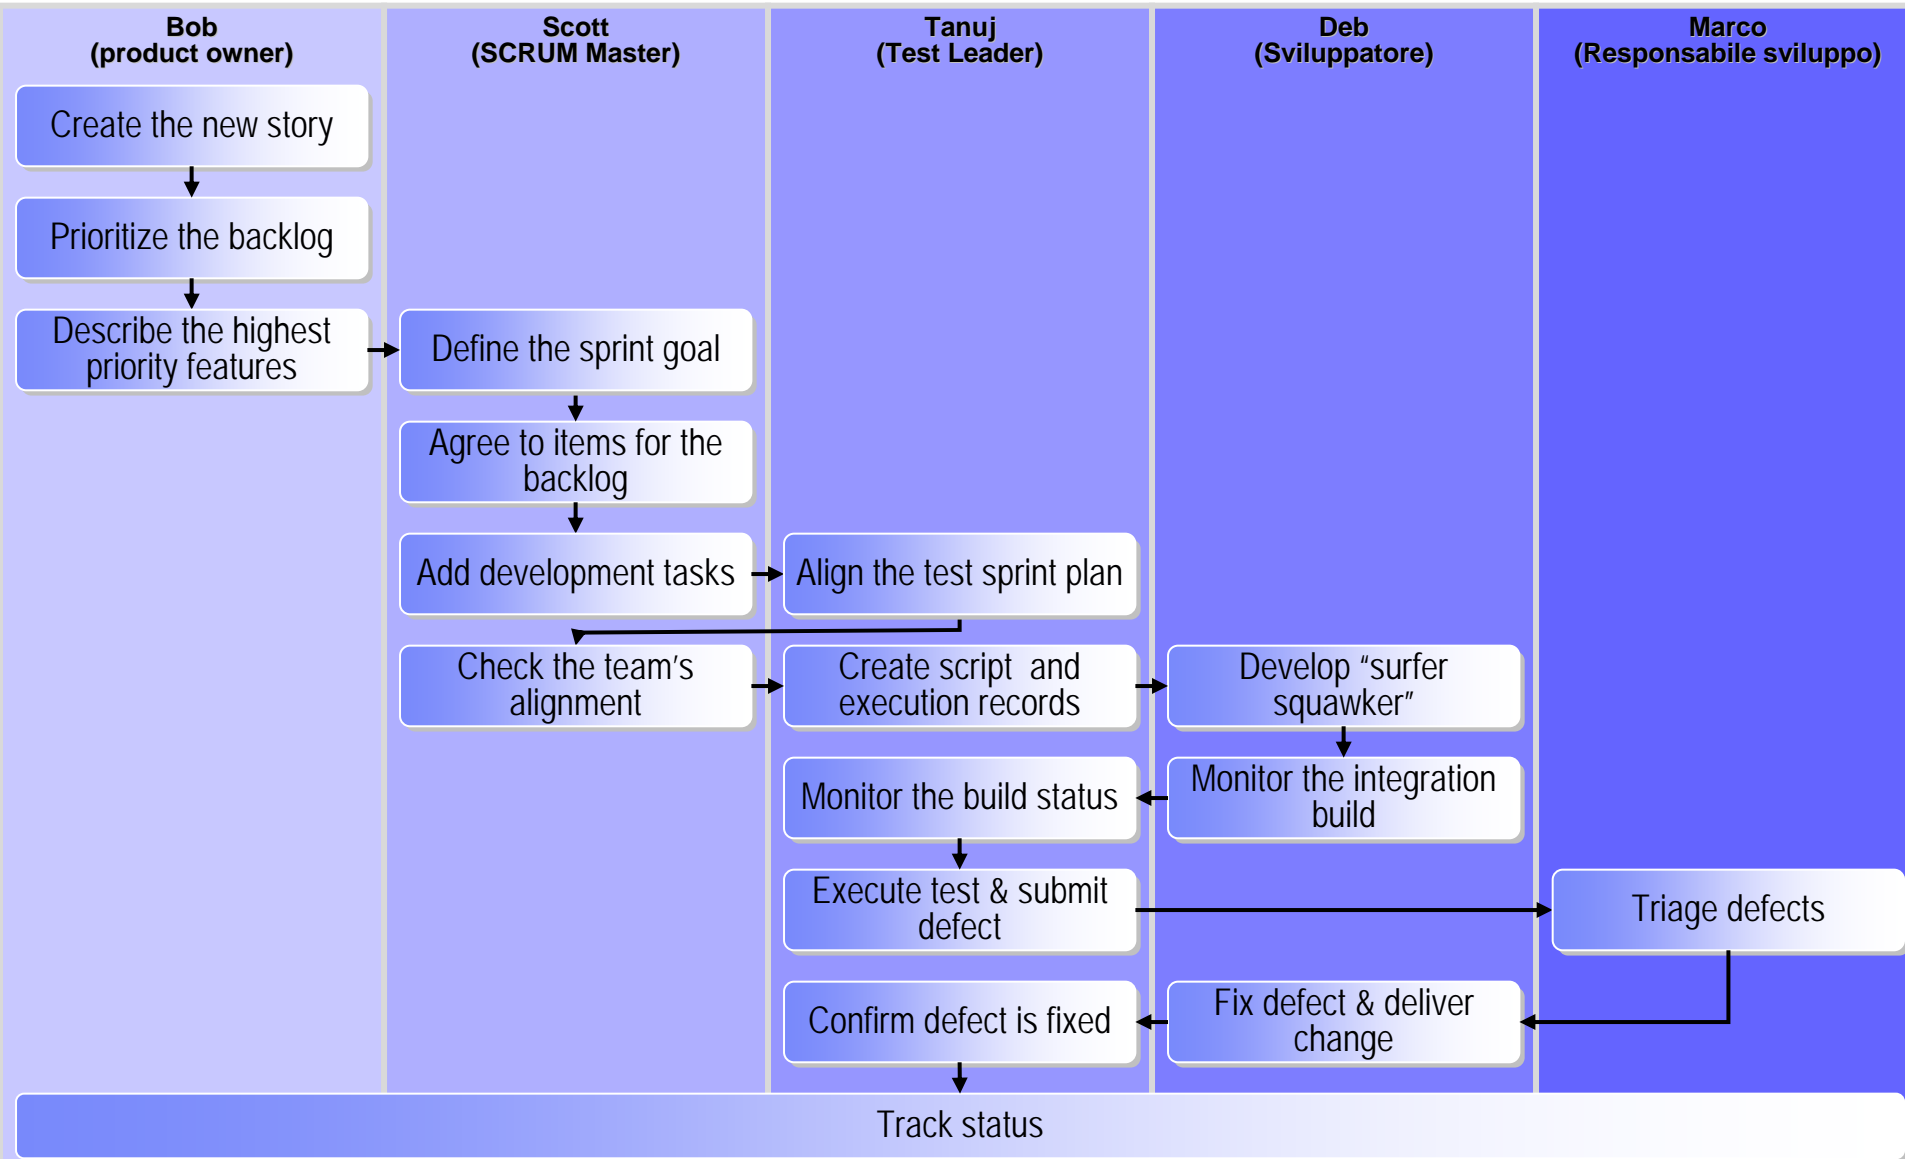 Bob
(product owner)
Scott
(SCRUM Master)
Tanuj
(Test Leader)
Deb
(Sviluppatore)
Marco
(Responsabile sviluppo)
Create the new story
Prioritize the backlog
Describe the highest
priority features
Define the sprint goal
Agree to items for the
backlog
Add development tasks
Align the test sprint plan
Check the team's
alignment
Create script  and
execution records
Develop “surfer
squawker”
Monitor the build status
Monitor the integration
build
Execute test & submit
defect
Triage defects
Confirm defect is fixed
Fix defect & deliver
change
Track status